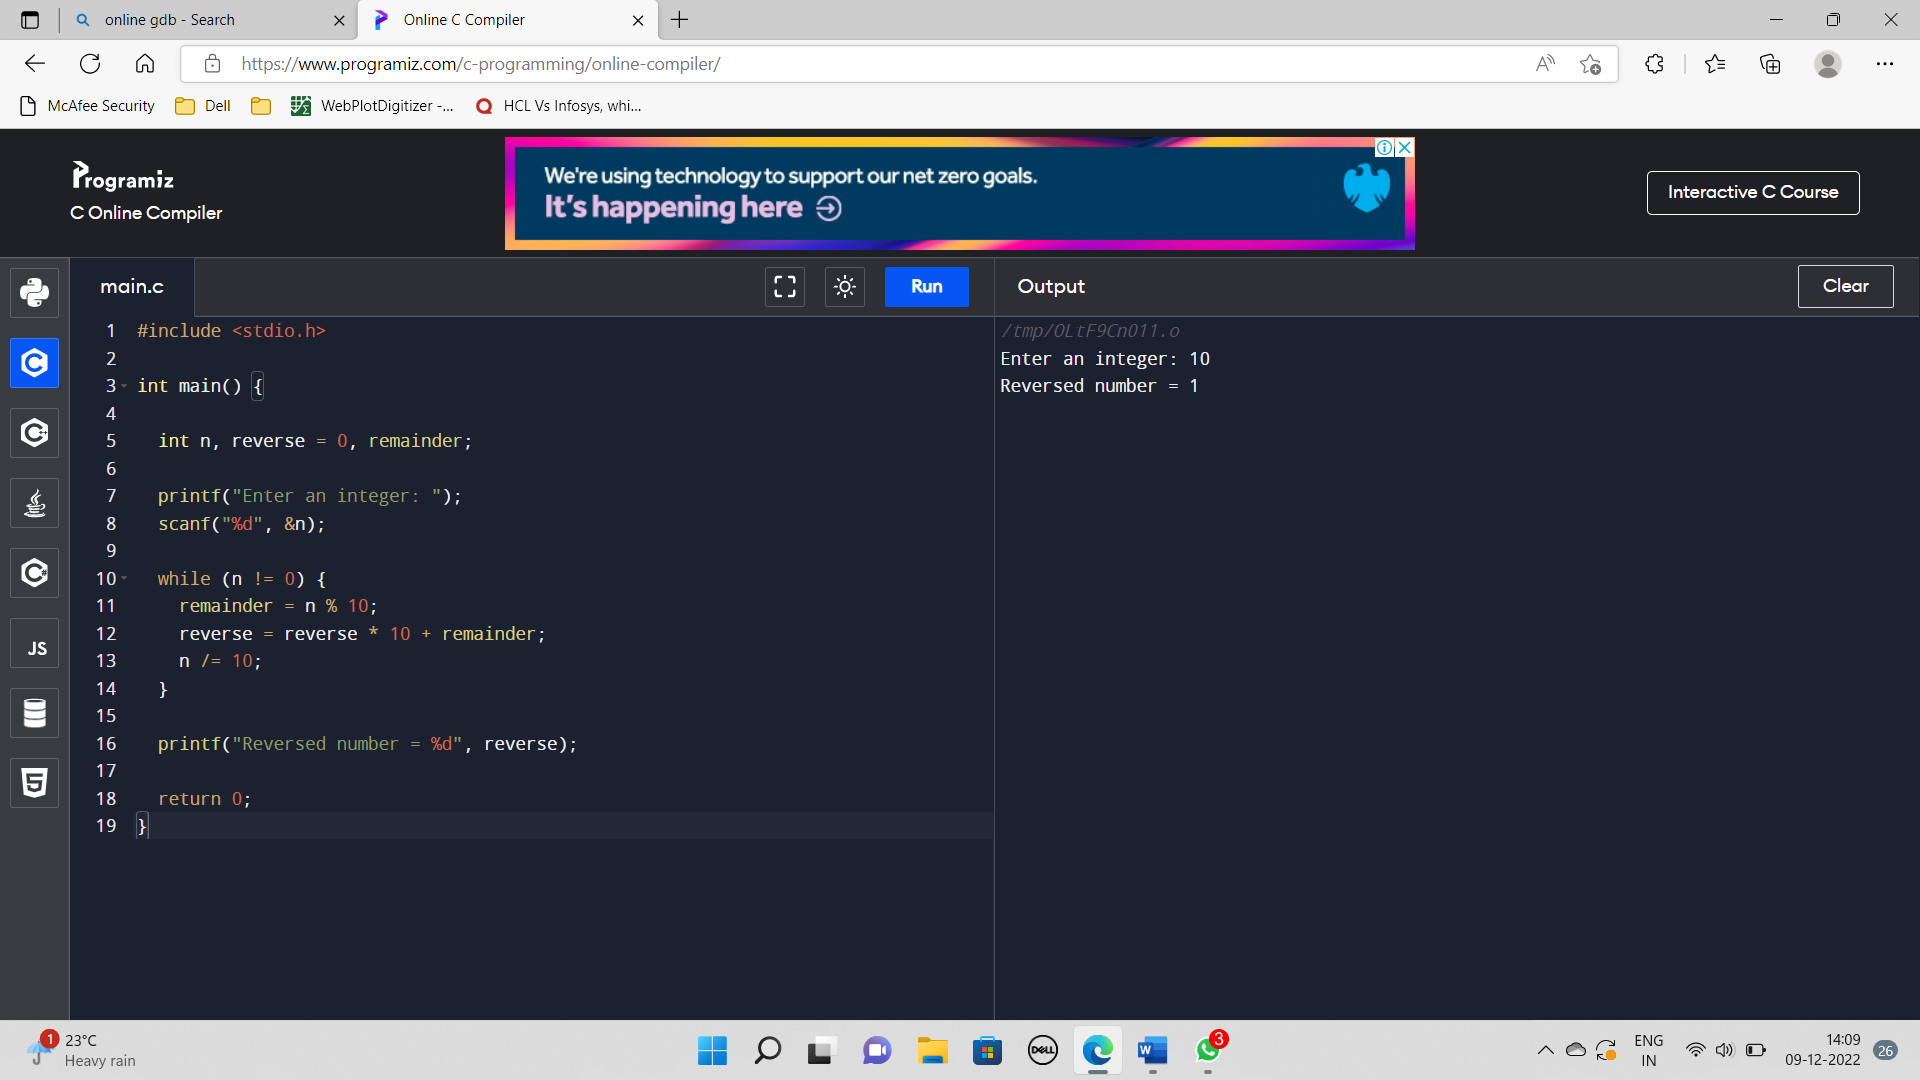 online gdb - Search
Online C Compiler
https://www.programiz.com/c-programming/online-compiler/
McAfee Security
Dell
WebPlotDigitizer -...
HCL Vs Infosys, whi...
Programiz
C Online Compiler
We're using technology to support our net zero goals.
It's happening here
Interactive C Course
main.c
Run
Output
Clear
1 #include <stdio.h>
2
3 int main() {
4
5   int n, reverse = 0, remainder;
6
7   printf("Enter an integer: ");
8   scanf("%d", &n);
9
10   while (n != 0) {
11     remainder = n % 10;
12     reverse = reverse * 10 + remainder;
13     n /= 10;
14   }
15
16   printf("Reversed number = %d", reverse);
17
18   return 0;
19 }
/tmp/OLtF9Cn011.o
Enter an integer: 10
Reversed number = 1
JS
1
23°C
Heavy rain
DELL
W
3
ENG
IN
14:09
09-12-2022
26